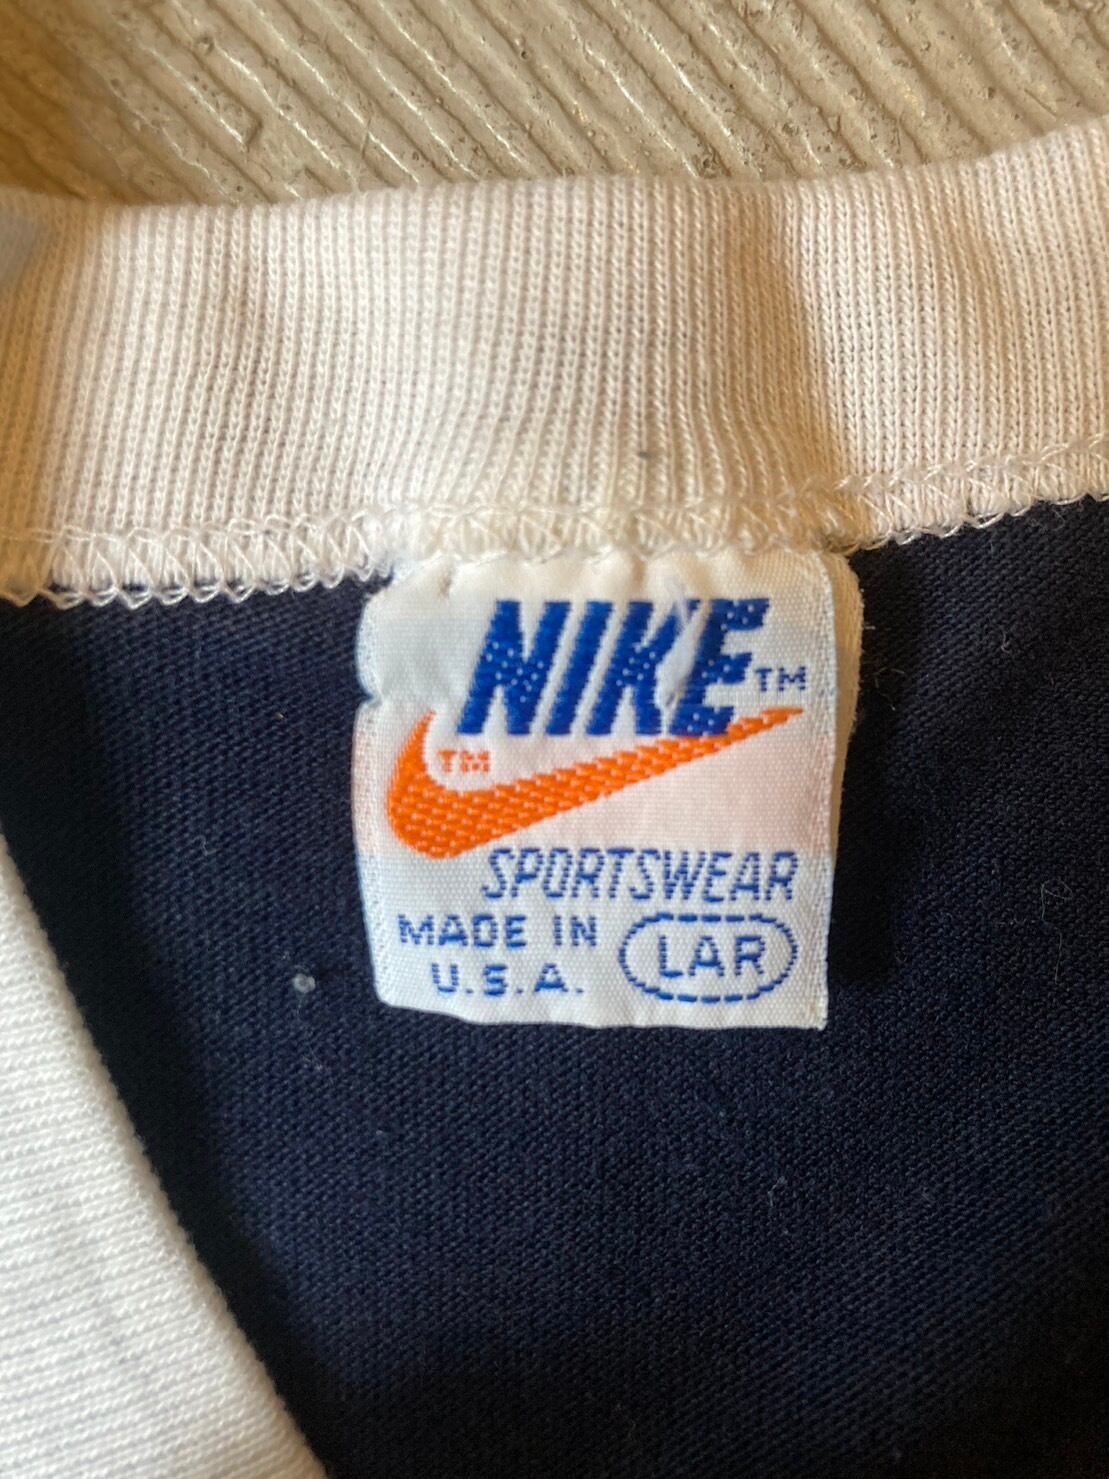 NIKE™
™
SPORTSWEAR
MADE IN
U.S.A.
LAR